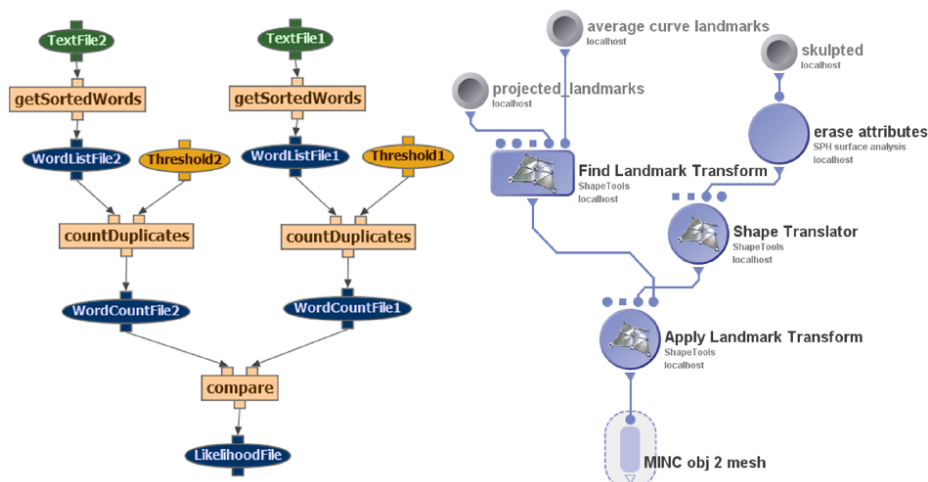 TextFile2
TextFile1
getSortedWords
getSortedWords
WordListFile2
Threshold2
WordListFile1
Threshold1
countDuplicates
countDuplicates
WordCountFile2
WordCountFile1
compare
LikelihoodFile
average curve landmarks
localhost
skulpted
localhost
projected_landmarks
localhost
erase attributes
SPH surface analysis
localhost
Find Landmark Transform
ShapeTools
localhost
Shape Translator
ShapeTools
localhost
Apply Landmark Transform
ShapeTools
localhost
MINC obj 2 mesh